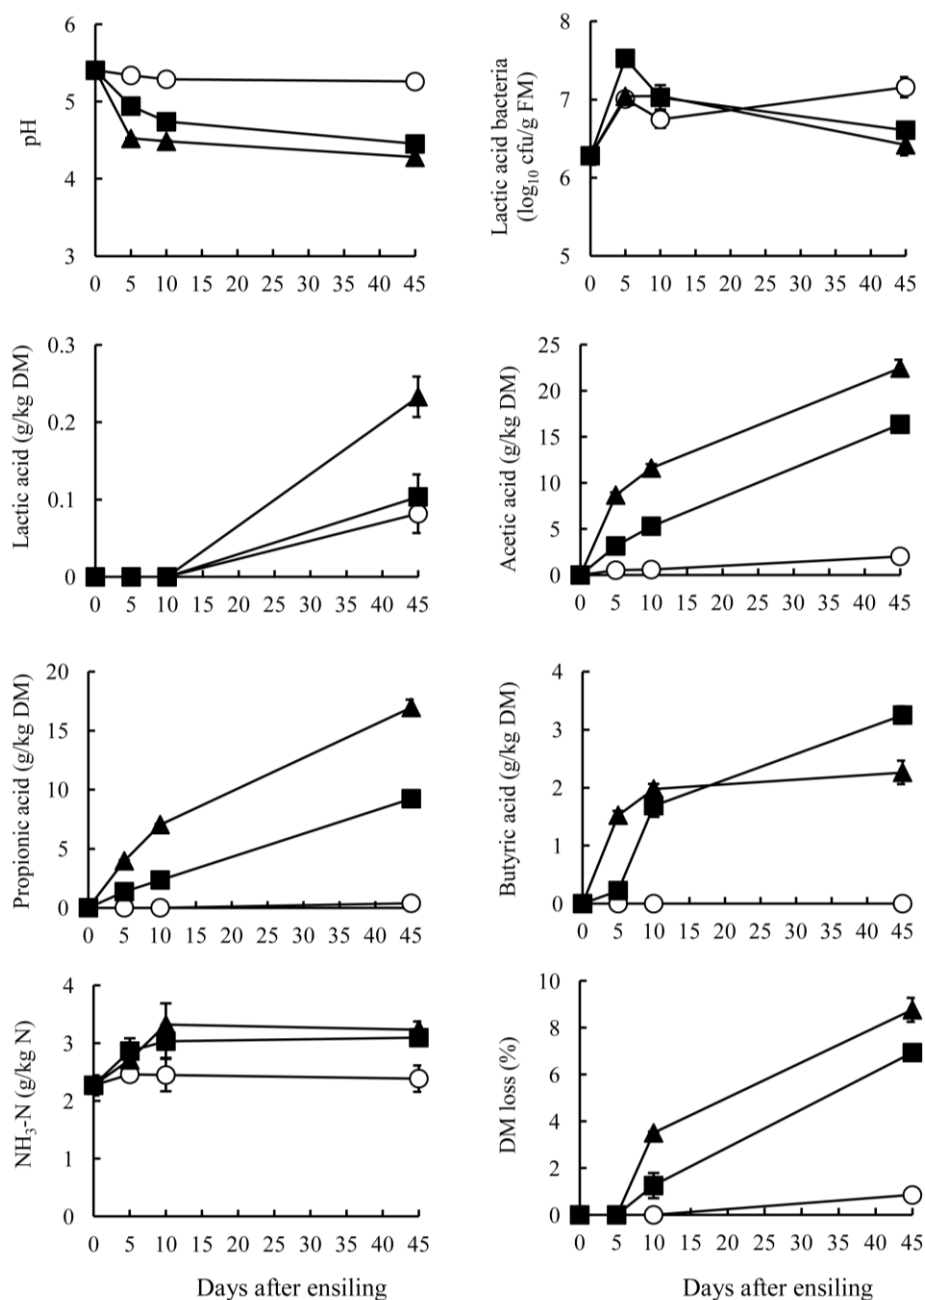 6
5
4
3
pH
0 5 10 15 20 25 30 35 40 45
8
7
6
5
Lactic acid bacteria
(log₁₀ cfu/g FM)
0 5 10 15 20 25 30 35 40 45
0.3
0.2
0.1
0
Lactic acid (g/kg DM)
0 5 10 15 20 25 30 35 40 45
25
20
15
10
5
0
Acetic acid (g/kg DM)
0 5 10 15 20 25 30 35 40 45
20
15
10
5
0
Propionic acid (g/kg DM)
0 5 10 15 20 25 30 35 40 45
4
3
2
1
0
Butyric acid (g/kg DM)
0 5 10 15 20 25 30 35 40 45
4
3
2
1
0
NH₃-N (g/kg N)
0 5 10 15 20 25 30 35 40 45
Days after ensiling
10
8
6
4
2
0
DM loss (%)
0 5 10 15 20 25 30 35 40 45
Days after ensiling